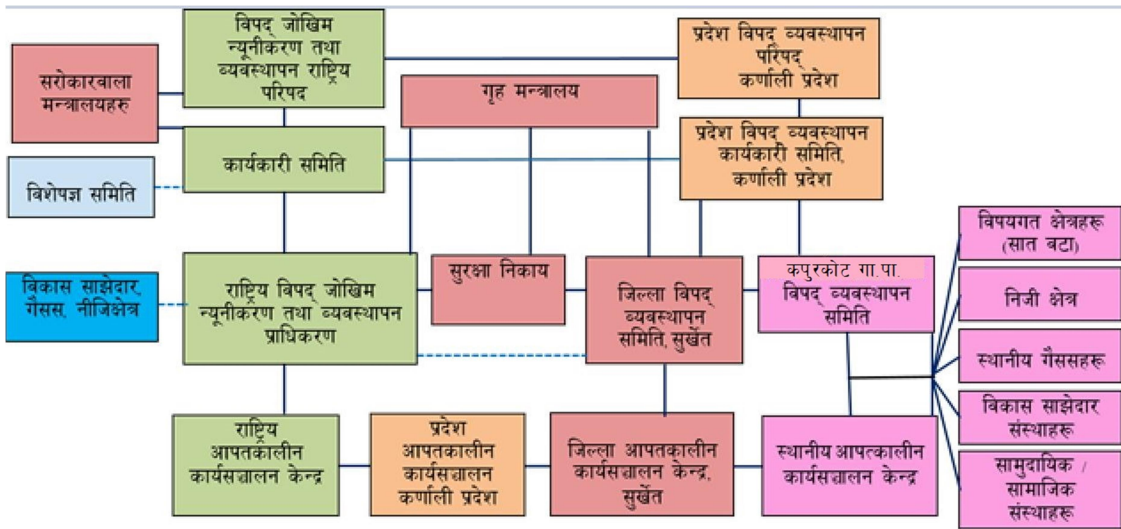 विपद् जोखिम
न्यूनीकरण तथा
व्यवस्थापन राष्ट्रिय
परिषद
प्रदेश विपद् व्यवस्थापन
परिषद्
कर्णाली प्रदेश
सरोकारवाला
मन्त्रालयहरु
गृह मन्त्रालय
कार्यकारी समिति
प्रदेश विपद् व्यवस्थापन
कार्यकारी समिति,
कर्णाली प्रदेश
विशेषज्ञ समिति
विकास साझेदार,
गैसस, नीजिक्षेत्र
राष्ट्रिय विपद् जोखिम
न्यूनीकरण तथा व्यवस्थापन
प्राधिकरण
सुरक्षा निकाय
जिल्ला विपद्
व्यवस्थापन
समिति, सुर्खेत
कपुरकोट गा.पा.
विपद् व्यवस्थापन
समिति
विषयगत क्षेत्रहरू
(सात वटा)
निजी क्षेत्र
स्थानीय गैससहरू
विकास साझेदार
संस्थाहरू
सामुदायिक /
सामाजिक
संस्थाहरू
राष्ट्रिय
आपतकालीन
कार्यसञ्चालन केन्द्र
प्रदेश
आपतकालीन
कार्यसञ्चालन
कर्णाली प्रदेश
जिल्ला आपतकालीन
कार्यसञ्चालन केन्द्र,
सुर्खेत
स्थानीय आपत्कालीन
कार्यसञ्चालन केन्द्र